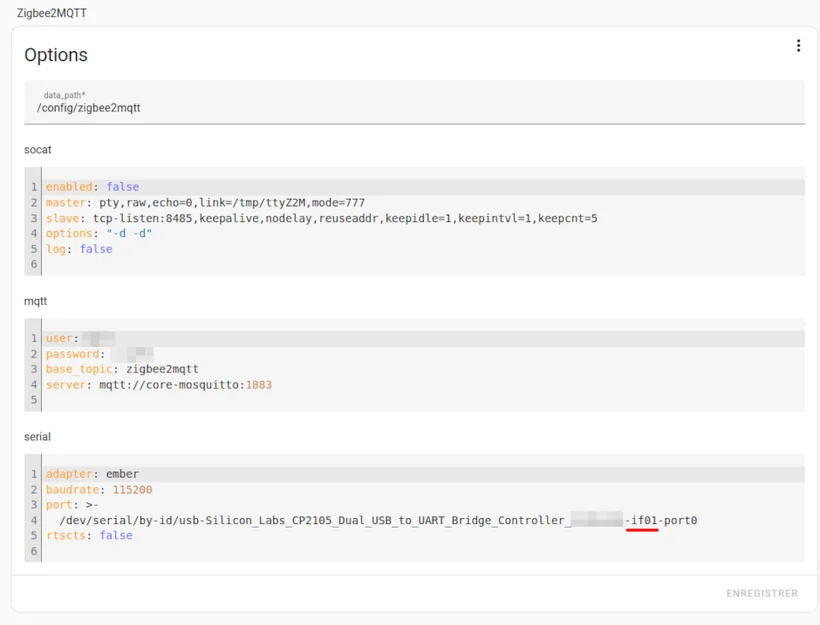 Zigbee2MQTT
Options
data_path*
/config/zigbee2mqtt
socat
1 enabled: false
2 master: pty,raw,echo=0,link=/tmp/ttyZ2M,mode=777
3 slave: tcp-listen:8485,keepalive,nodelay,reuseaddr,keepidle=1,keepintvl=1,keepcnt=5
4 options: "-d -d"
5 log: false
6
mqtt
1 user:
2 password:
3 base_topic: zigbee2mqtt
4 server: mqtt://core-mosquitto:1883
5
serial
1 adapter: ember
2 baudrate: 115200
3 port: >-
4 /dev/serial/by-id/usb-Silicon_Labs_CP2105_Dual_USB_to_UART_Bridge_Controller_ -if01-port0
5 rtscts: false
6
ENREGISTRER